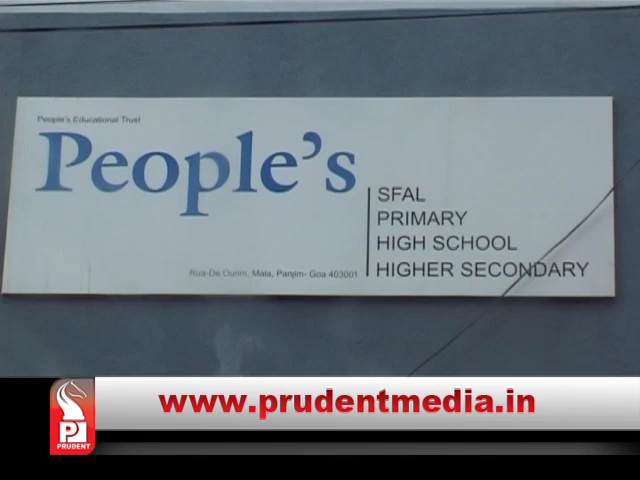 People's Educational Trust
People's
SFAL
PRIMARY
HIGH SCHOOL
HIGHER SECONDARY
Rua-De Ourim, Mala, Panjim- Goa 403001
www.prudentmedia.in
P
PRUDENT